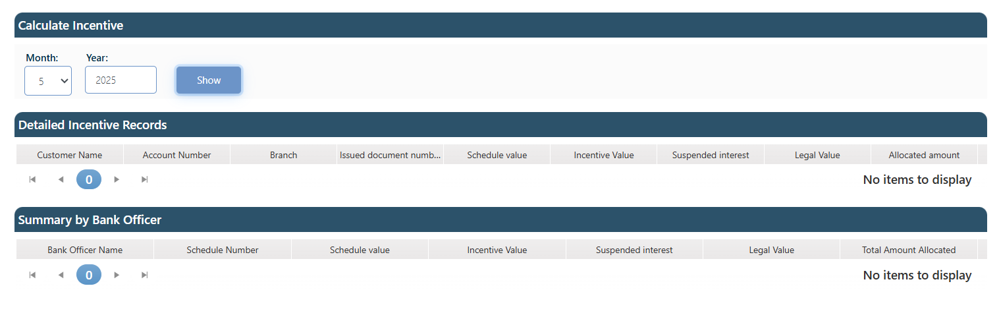 Calculate Incentive
Month: Year:
5 2025 Show
Detailed Incentive Records
Customer Name Account Number Branch Issued document numb... Schedule value Incentive Value Suspended interest Legal Value Allocated amount
0 No items to display
Summary by Bank Officer
Bank Officer Name Schedule Number Schedule value Incentive Value Suspended interest Legal Value Total Amount Allocated
0 No items to display